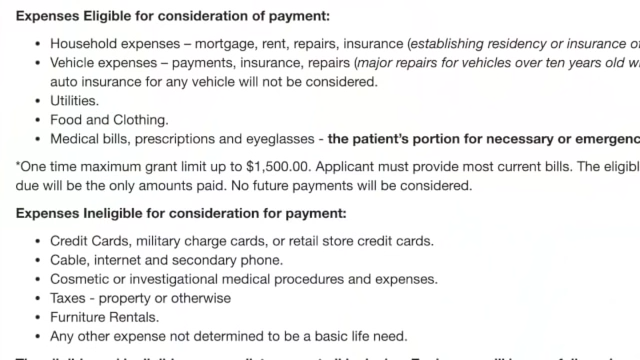 Expenses Eligible for consideration of payment:
• Household expenses – mortgage, rent, repairs, insurance (establishing residency or insurance
• Vehicle expenses – payments, insurance, repairs (major repairs for vehicles over ten years old
auto insurance for any vehicle will not be considered.
• Utilities.
• Food and Clothing.
• Medical bills, prescriptions and eyeglasses - the patient's portion for necessary or
*One time maximum grant limit up to $1,500.00. Applicant must provide most current bills. The
due will be the only amounts paid. No future payments will be considered.
Expenses Ineligible for consideration for payment:
• Credit Cards, military charge cards, or retail store credit cards.
• Cable, internet and secondary phone.
• Cosmetic or investigational medical procedures and expenses.
• Taxes - property or otherwise
• Furniture Rentals.
• Any other expense not determined to be a basic life need.